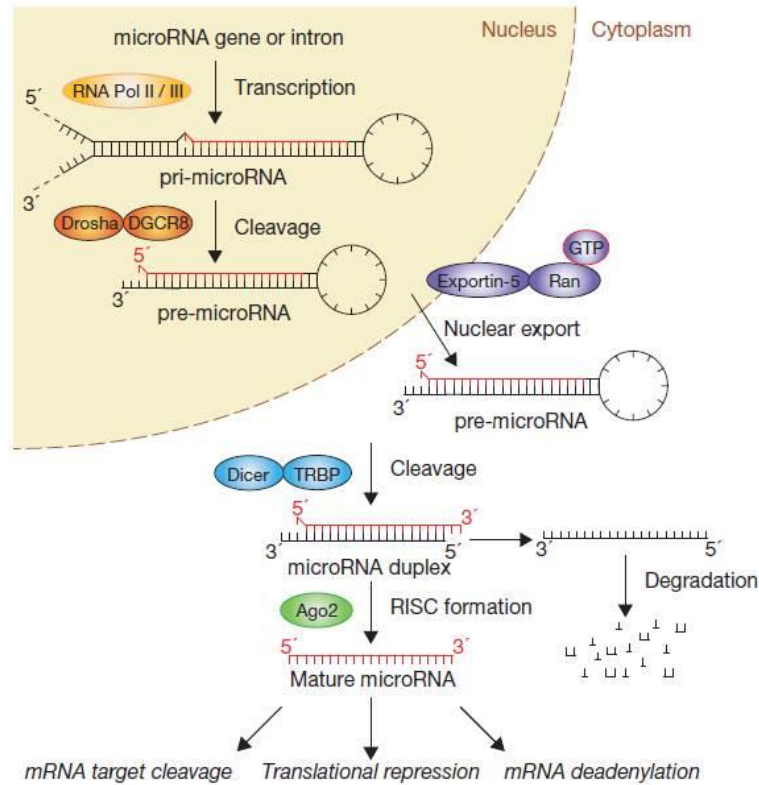 microRNA gene or intron
Nucleus
Cytoplasm
RNA Pol II / III
Transcription
5´
3´
pri-microRNA
Drosha
DGCR8
Cleavage
5´
3´
pre-microRNA
GTP
Exportin-5
Ran
Nuclear export
5´
3´
pre-microRNA
Dicer
TRBP
Cleavage
5´
3´
3´
5´
microRNA duplex
3´
5´
Degradation
Ago2
RISC formation
5´
3´
Mature microRNA
mRNA target cleavage
Translational repression
mRNA deadenylation